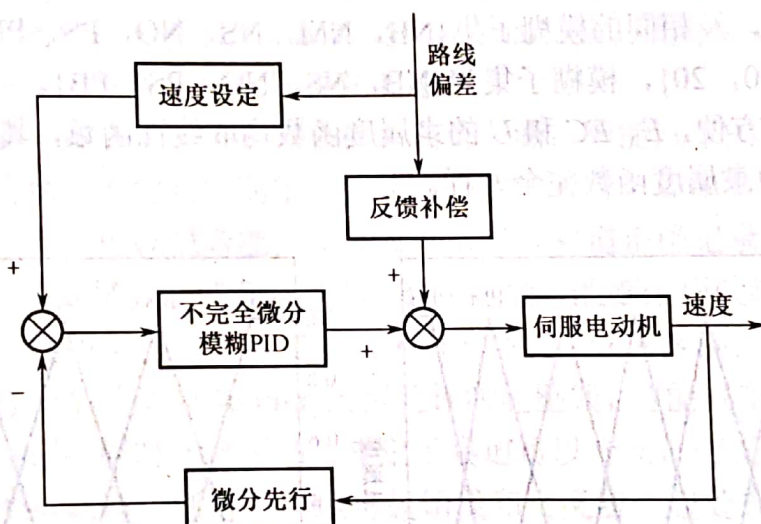 路线
偏差
速度设定
反馈补偿
+
+
不完全微分
模糊PID
+
伺服电动机
速度
−
微分先行